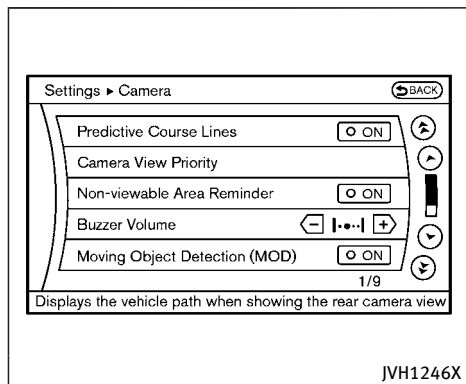 Settings ▸ Camera BACK
Predictive Course Lines ON
Camera View Priority
Non-viewable Area Reminder ON
Buzzer Volume − +
Moving Object Detection (MOD) ON
1/9
Displays the vehicle path when showing the rear camera view
JVH1246X